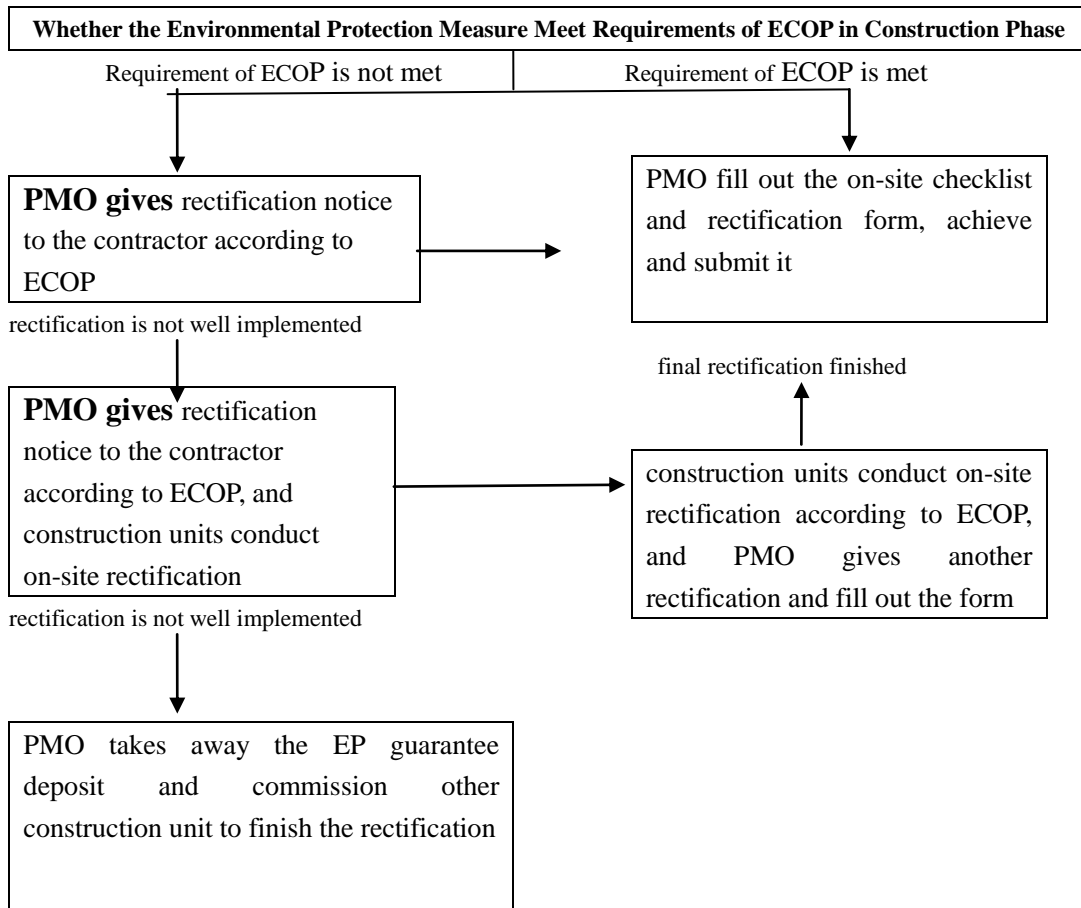 Whether the Environmental Protection Measure Meet Requirements of ECOP in Construction Phase
Requirement of ECOP is not met
Requirement of ECOP is met
PMO gives rectification notice
to the contractor according to
ECOP
PMO fill out the on-site checklist
and rectification form, achieve
and submit it
rectification is not well implemented
final rectification finished
PMO gives rectification
notice to the contractor
according to ECOP, and
construction units conduct
on-site rectification
construction units conduct on-site
rectification according to ECOP,
and PMO gives another
rectification and fill out the form
rectification is not well implemented
PMO takes away the EP guarantee
deposit and commission other
construction unit to finish the rectification